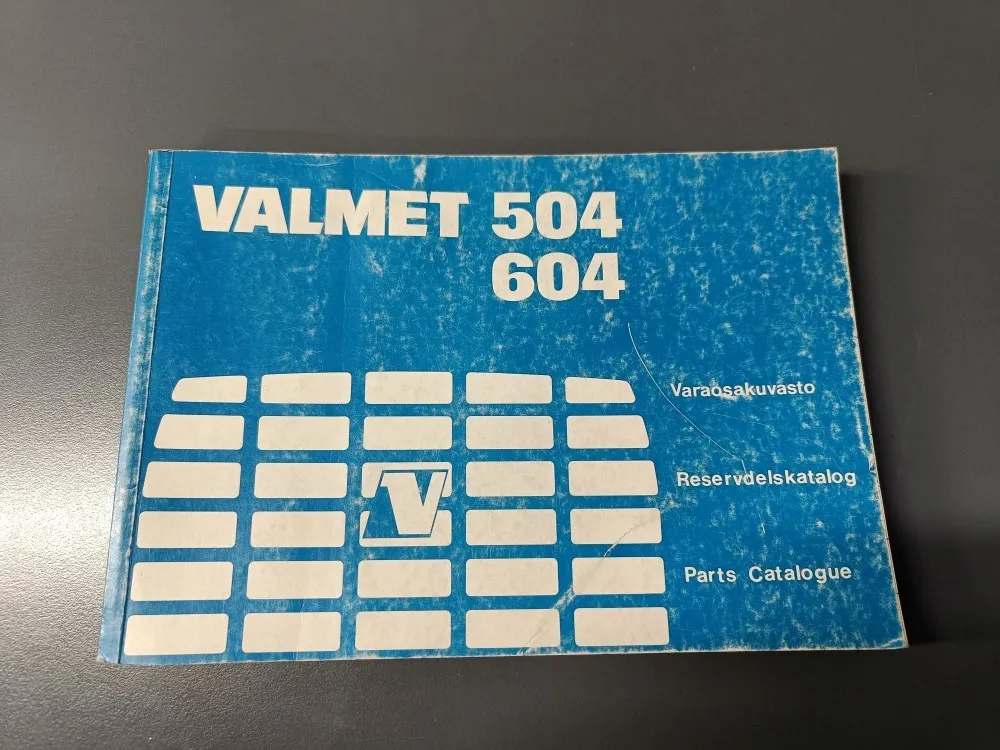 VALMET 504
604
Varaosakuvasto
V
Reservdelskatalog
Parts Catalogue